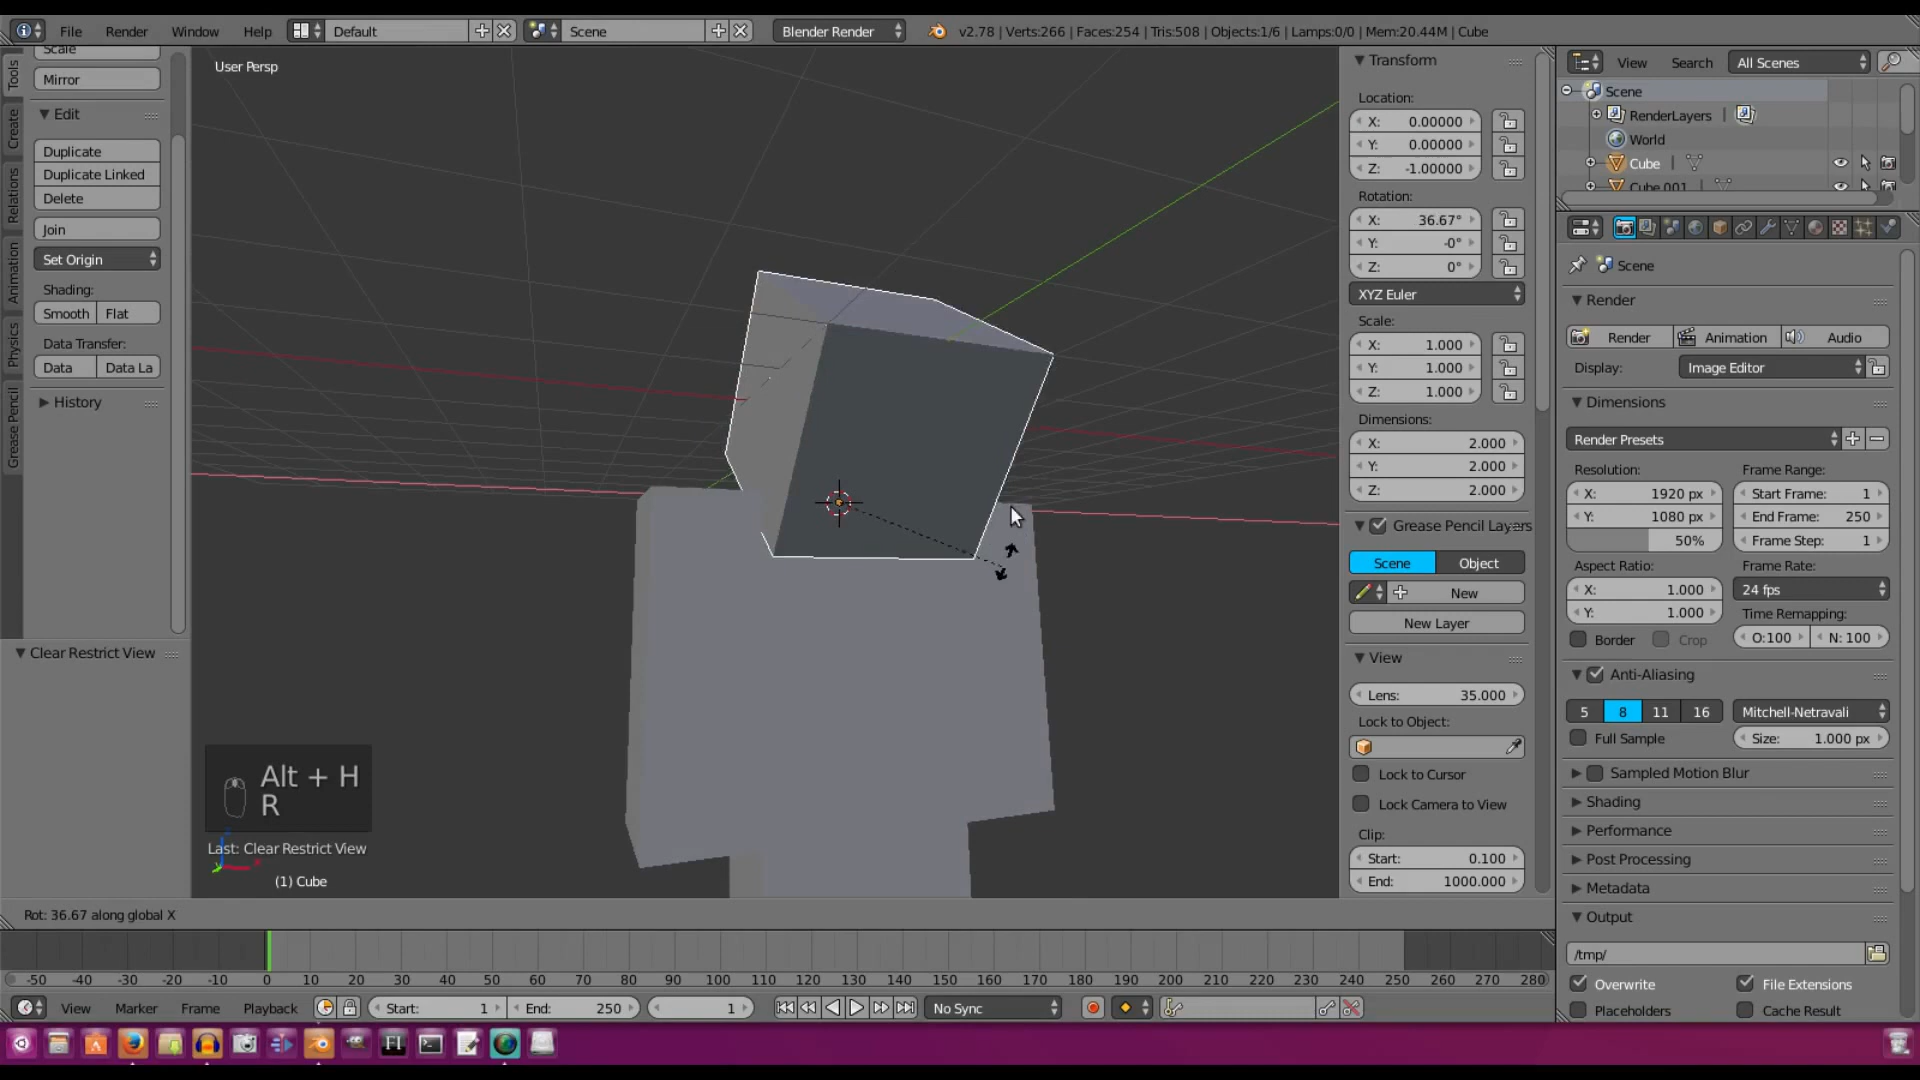 File
Render
Window
Help
Default
Scene
Blender Render
v2.78 | Verts:266 | Faces:254 | Tris:508 | Objects:1/6 | Lamps:0/0 | Mem:20.44M | Cube
Tools
Create
Relations
Animation
Physics
Grease Pencil
Scale
Mirror
Edit
Duplicate
Duplicate Linked
Delete
Join
Set Origin
Shading:
Smooth
Flat
Data Transfer:
Data
Data La
History
Clear Restrict View
User Persp
Alt + H
R
Last: Clear Restrict View
(1) Cube
Transform
Location:
X: 0.00000
Y: 0.00000
Z: -1.00000
Rotation:
X: 36.67°
Y: -0°
Z: 0°
XYZ Euler
Scale:
X: 1.000
Y: 1.000
Z: 1.000
Dimensions:
X: 2.000
Y: 2.000
Z: 2.000
Grease Pencil Layers
Scene
Object
New
New Layer
View
Lens: 35.000
Lock to Object:
Lock to Cursor
Lock Camera to View
Clip:
Start: 0.100
End: 1000.000
View
Search
All Scenes
Scene
RenderLayers
World
Cube
Cube.001
Scene
Render
Render
Animation
Audio
Display:
Image Editor
Dimensions
Render Presets
Resolution:
Frame Range:
X: 1920 px
Start Frame: 1
Y: 1080 px
End Frame: 250
50%
Frame Step: 1
Aspect Ratio:
Frame Rate:
X: 1.000
24 fps
Y: 1.000
Time Remapping:
Border
Crop
O:100
N: 100
Anti-Aliasing
5
8
11
16
Mitchell-Netravali
Full Sample
Size: 1.000 px
Sampled Motion Blur
Shading
Performance
Post Processing
Metadata
Output
/tmp/
Overwrite
File Extensions
Placeholders
Cache Result
Rot: 36.67 along global X
-50 -40 -30 -20 -10 0 10 20 30 40 50 60 70 80 90 100 110 120 130 140 150 160 170 180 190 200 210 220 230 240 250 260 270 280
View
Marker
Frame
Playback
Start: 1
End: 250
1
No Sync